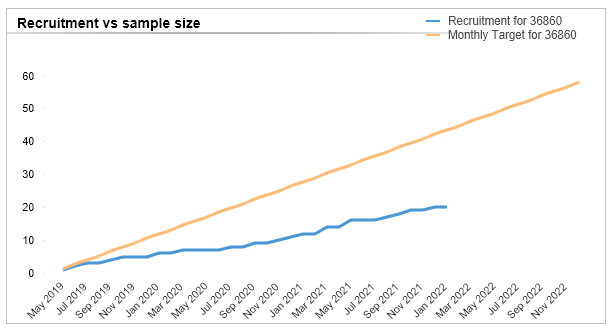 Recruitment vs sample size
Recruitment for 36860
Monthly Target for 36860
60
50
40
30
20
10
0
May 2019
Jul 2019
Sep 2019
Nov 2019
Jan 2020
Mar 2020
May 2020
Jul 2020
Sep 2020
Nov 2020
Jan 2021
Mar 2021
May 2021
Jul 2021
Sep 2021
Nov 2021
Jan 2022
Mar 2022
May 2022
Jul 2022
Sep 2022
Nov 2022